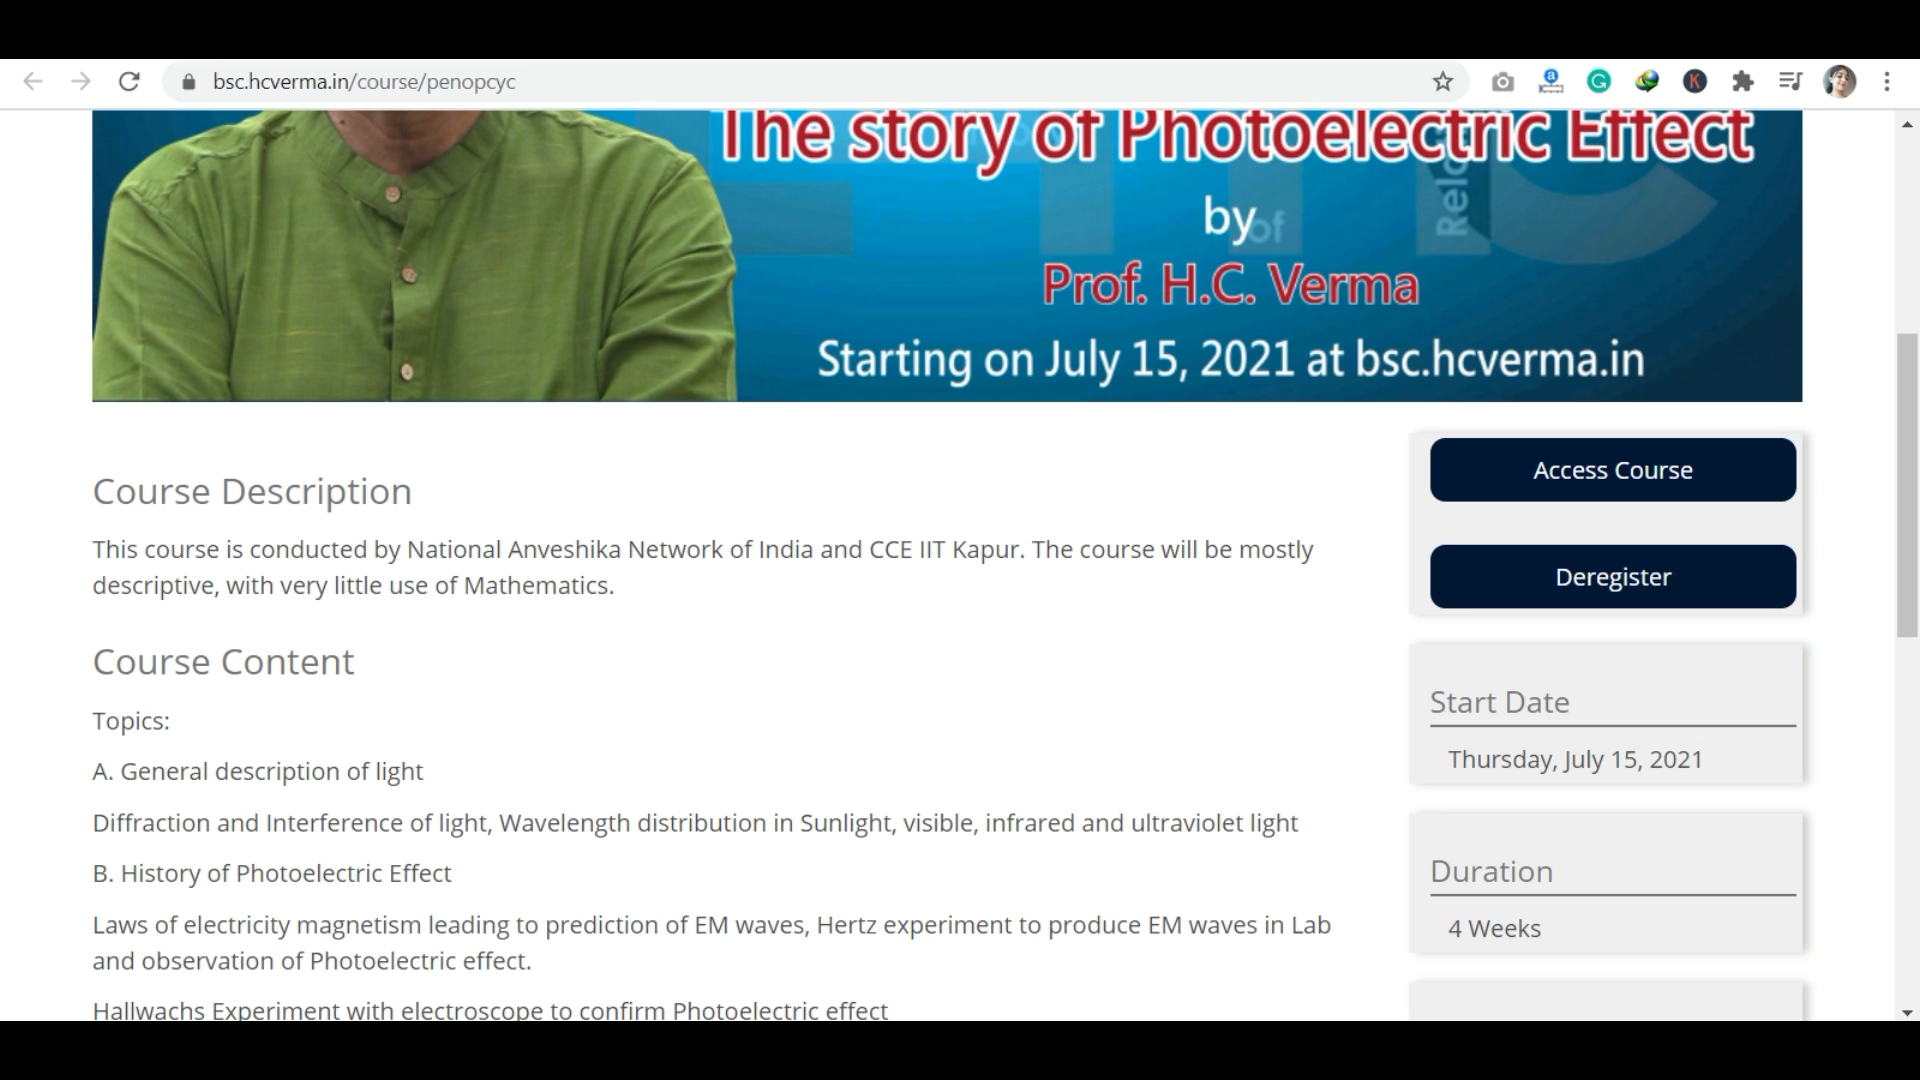 bsc.hcverma.in/course/penopcyc
The story of Photoelectric Effect
by
of
Prof. H.C. Verma
Starting on July 15, 2021 at bsc.hcverma.in
Access Course
Deregister
Course Description
This course is conducted by National Anveshika Network of India and CCE IIT Kapur. The course will be mostly
descriptive, with very little use of Mathematics.
Course Content
Topics:
A. General description of light
Diffraction and Interference of light, Wavelength distribution in Sunlight, visible, infrared and ultraviolet light
B. History of Photoelectric Effect
Laws of electricity magnetism leading to prediction of EM waves, Hertz experiment to produce EM waves in Lab
and observation of Photoelectric effect.
Hallwachs Experiment with electroscope to confirm Photoelectric effect
Start Date
Thursday, July 15, 2021
Duration
4 Weeks